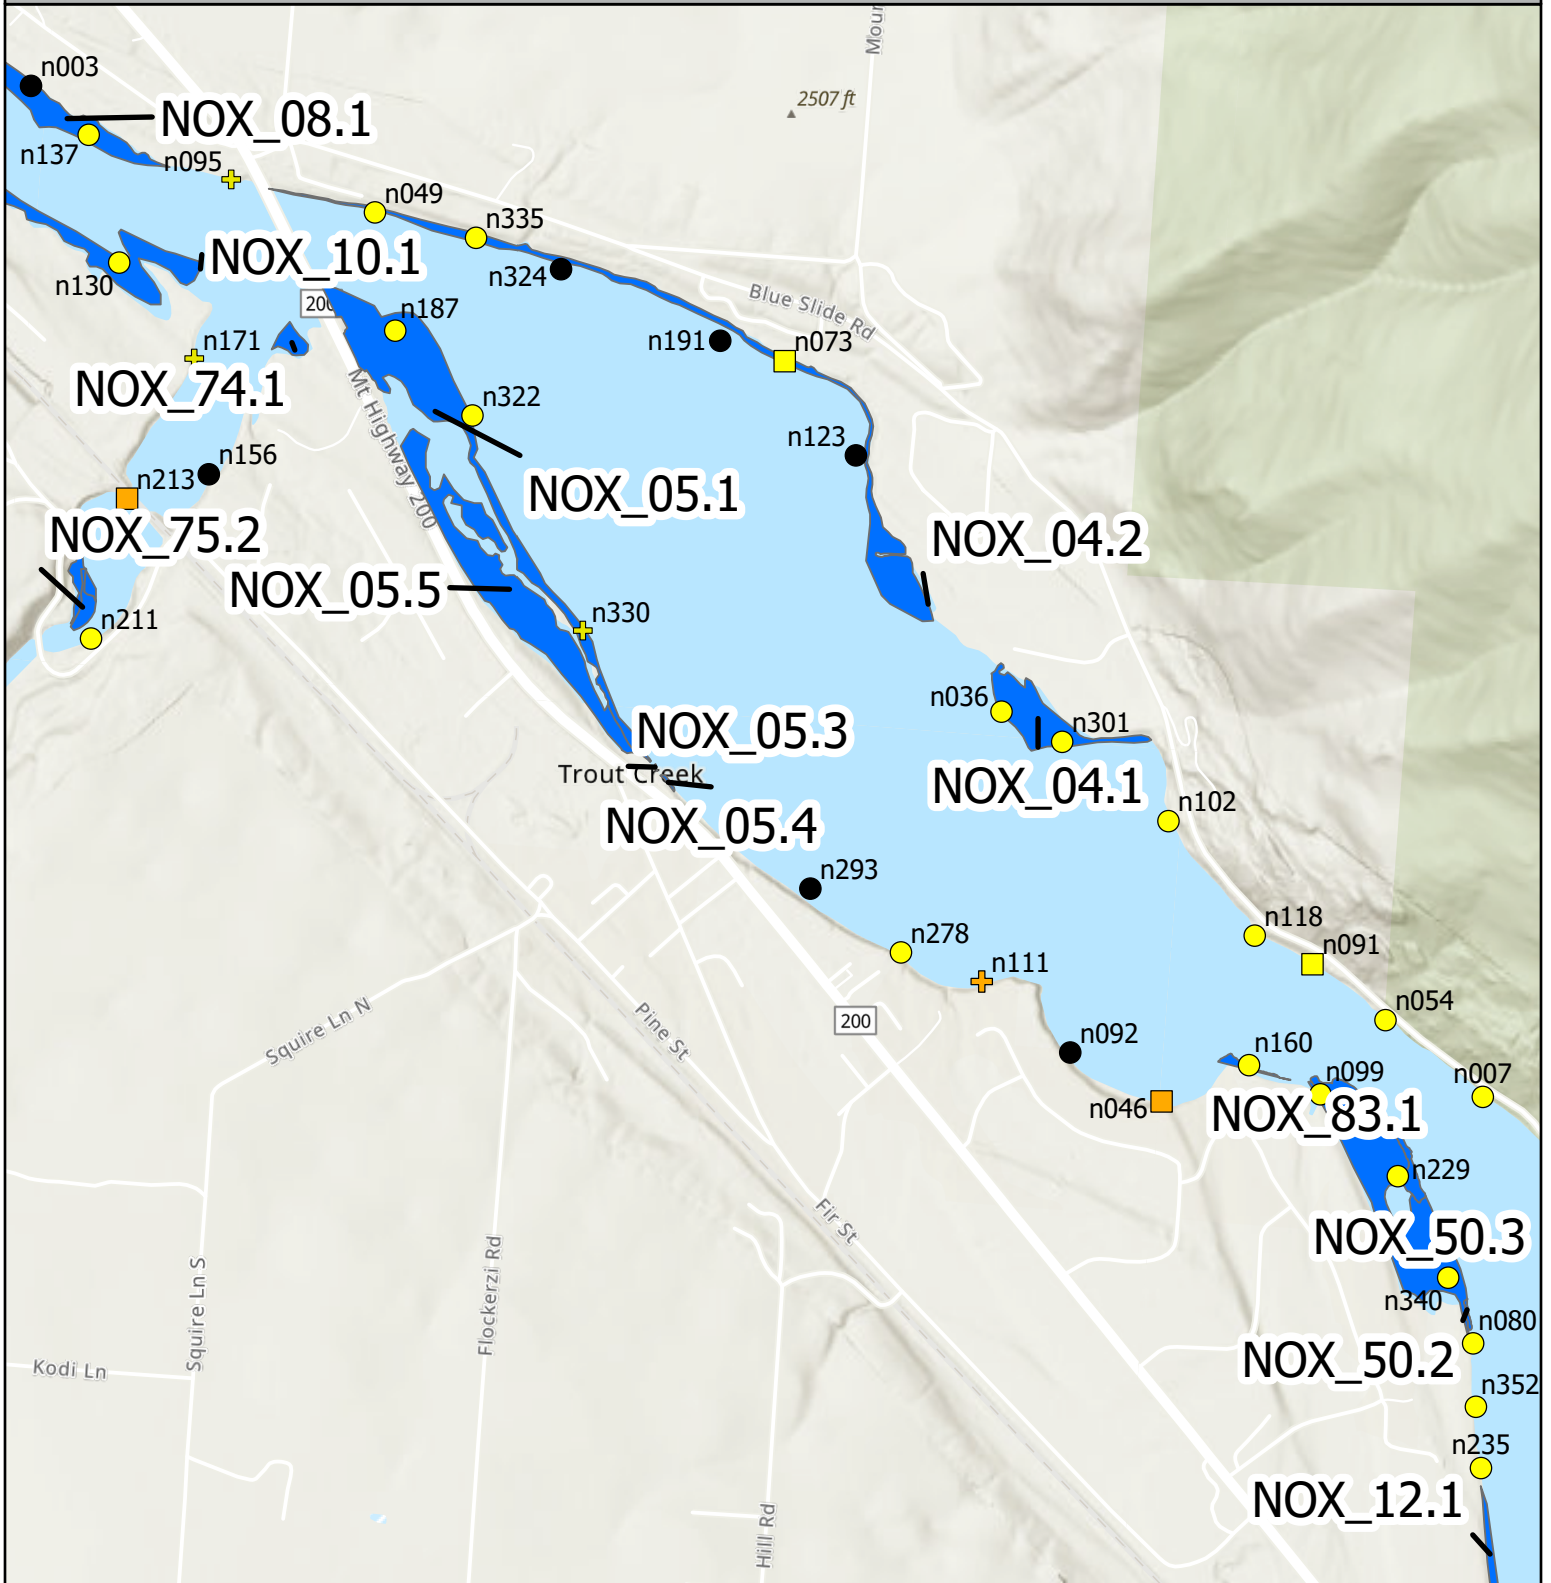 Moun
n003
2507 ft
NOX_08.1
n137
n095
n049
n335
NOX_10.1
n130
n324
200
n187
Blue Slide Rd
n171
n191
n073
NOX_74.1
Mt Highway 200
n322
n123
n156
n213
NOX_05.1
NOX_75.2
NOX_04.2
NOX_05.5
n211
n330
n036
n301
NOX_05.3
Trout Creek
NOX_04.1
n102
NOX_05.4
n293
n118
n278
n091
n111
n054
Squire Ln N
Pine St
200
n092
n160
n099
n007
n046
NOX_83.1
n229
Fir St
NOX_50.3
Squire Ln S
Flockerzi Rd
n340
n080
Kodi Ln
NOX_50.2
n352
n235
NOX_12.1
Hill Rd